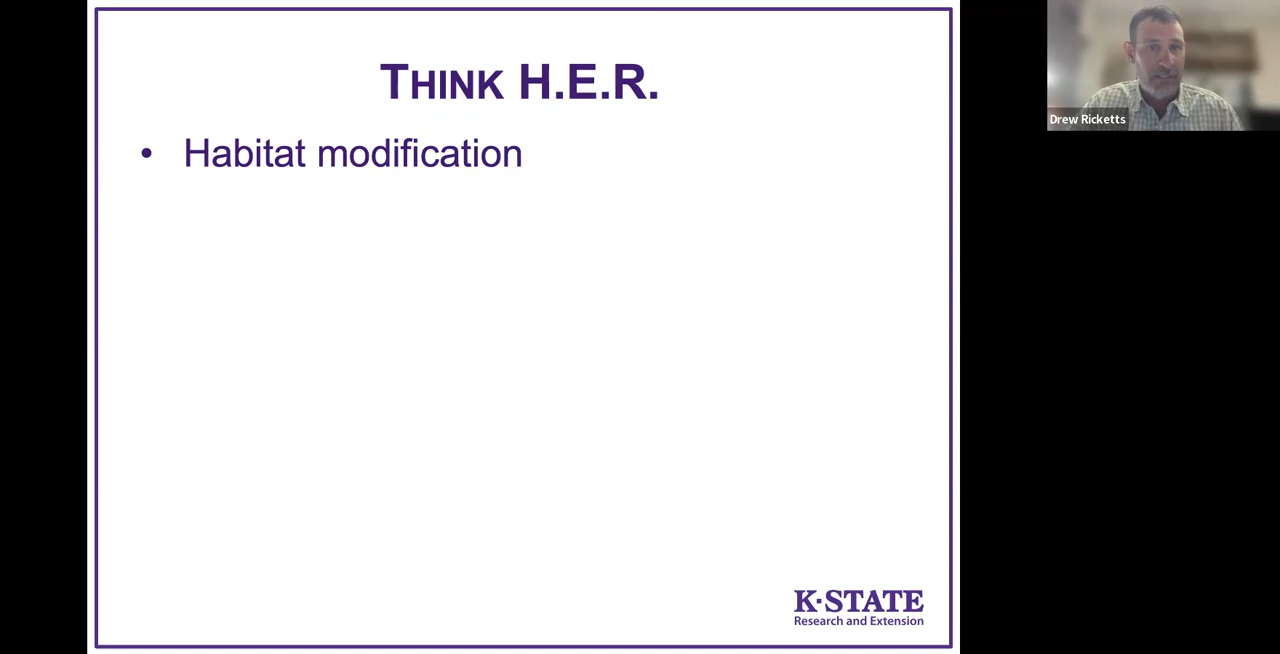 THINK H.E.R.
• Habitat modification
Drew Ricketts
K·STATE
Research and Extension